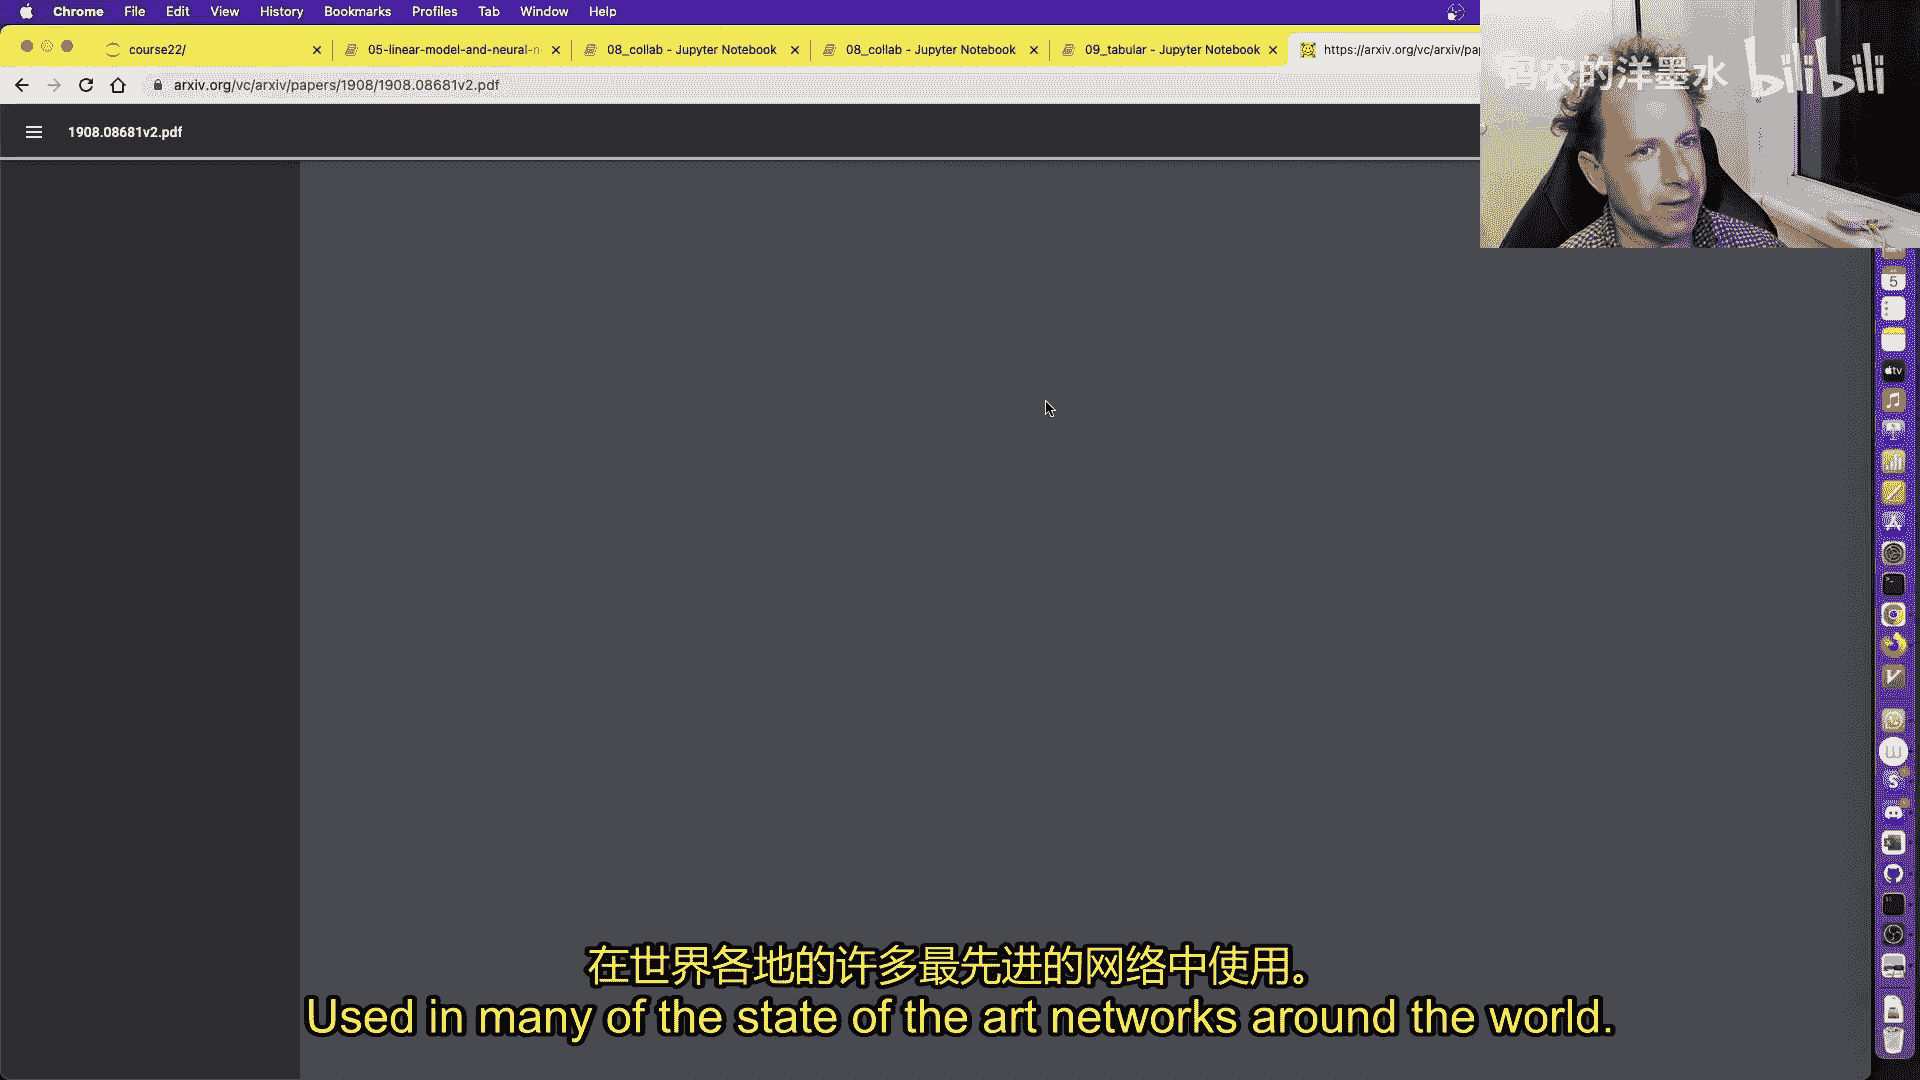 Chrome File Edit View History Bookmarks Profiles Tab Window Help
course22/
05-linear-model-and-neural-n
08_collab - Jupyter Notebook
08_collab - Jupyter Notebook
09_tabular - Jupyter Notebook
https://arxiv.org/vc/arxiv/pap
arxiv.org/vc/arxiv/papers/1908/1908.08681v2.pdf
码农的洋墨水 bilibili
1908.08681v2.pdf
5
tv
在世界各地的许多最先进的网络中使用。
Used in many of the state of the art networks around the world.